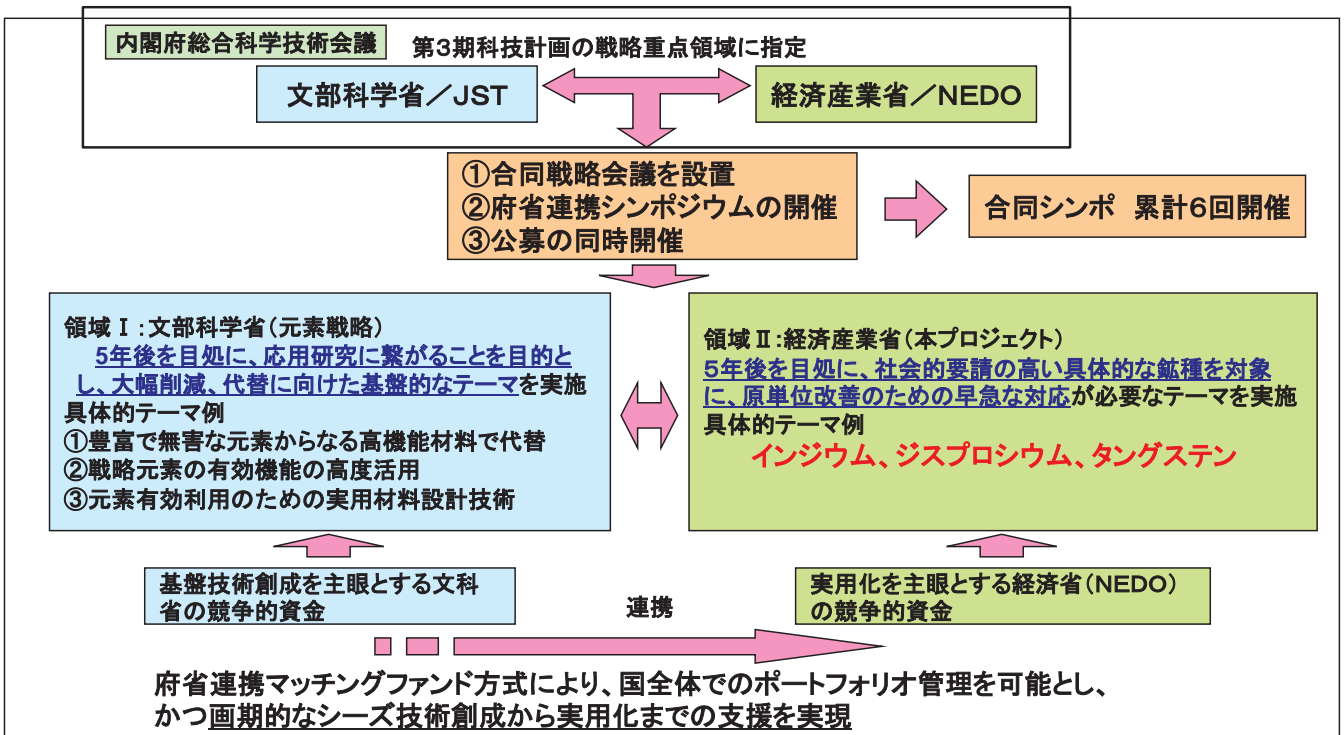 内閣府総合科学技術会議
第３期科技計画の戦略重点領域に指定
文部科学省／JST
経済産業省／NEDO
①合同戦略会議を設置
②府省連携シンポジウムの開催
③公募の同時開催
合同シンポ 累計６回開催
領域Ⅰ：文部科学省（元素戦略）
5年後を目処に、応用研究に繋がることを目的と
し、大幅削減、代替に向けた基盤的なテーマを実施
具体的テーマ例
①豊富で無害な元素からなる高機能材料で代替
②戦略元素の有効機能の高度活用
③元素有効利用のための実用材料設計技術
領域Ⅱ：経済産業省（本プロジェクト）
5年後を目処に、社会的要請の高い具体的な鉱種を対象
に、原単位改善のための早急な対応が必要なテーマを実施
具体的テーマ例
インジウム、ジスプロシウム、タングステン
基盤技術創成を主眼とする文科
省の競争的資金
連携
実用化を主眼とする経済省（NEDO）
の競争的資金
府省連携マッチングファンド方式により、国全体でのポートフォリオ管理を可能とし、
かつ画期的なシーズ技術創成から実用化までの支援を実現